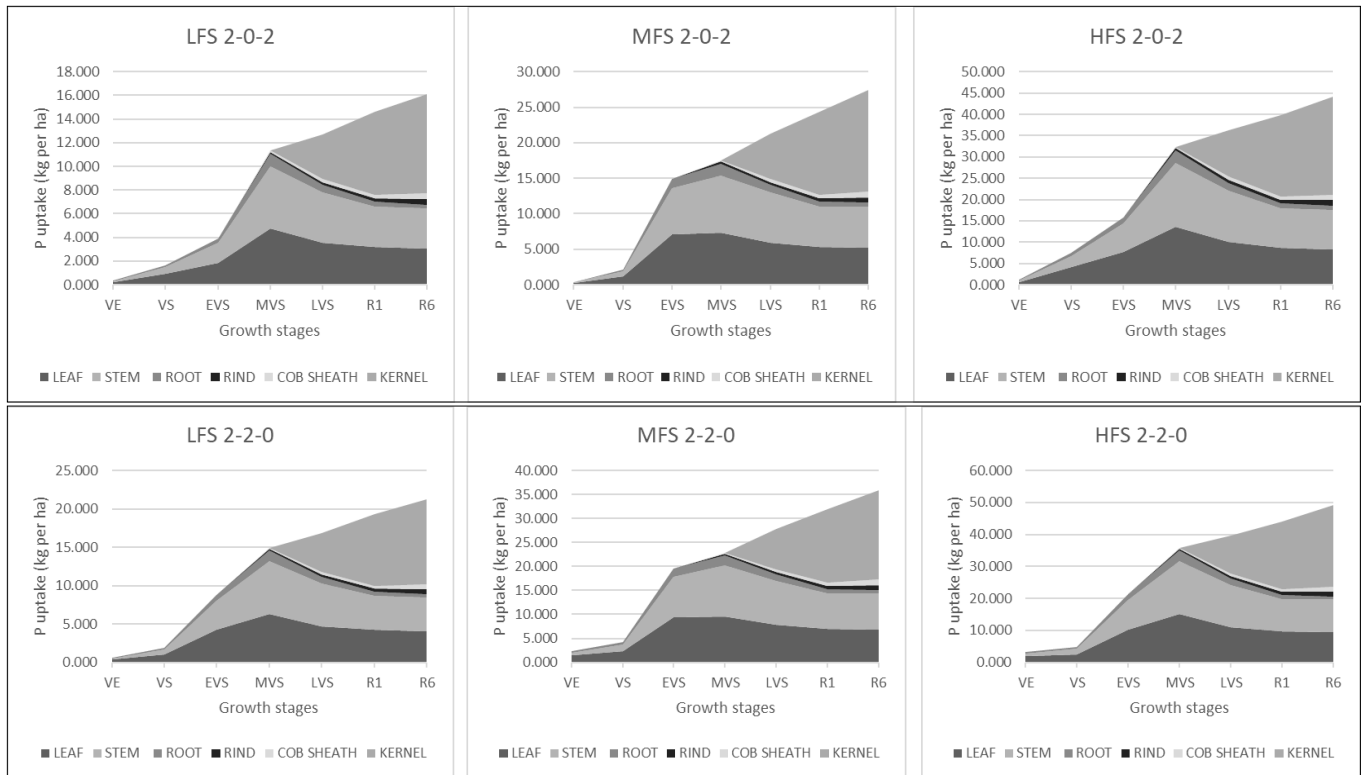 LFS 2-0-2
P uptake (kg per ha)
18.000
16.000
14.000
12.000
10.000
8.000
6.000
4.000
2.000
0.000
VE VS EVS MVS LVS R1 R6
Growth stages
LEAF STEM ROOT RIND COB SHEATH KERNEL
MFS 2-0-2
P uptake (kg per ha)
30.000
25.000
20.000
15.000
10.000
5.000
0.000
VE VS EVS MVS LVS R1 R6
Growth stages
LEAF STEM ROOT RIND COB SHEATH KERNEL
HFS 2-0-2
P uptake (kg per ha)
50.000
45.000
40.000
35.000
30.000
25.000
20.000
15.000
10.000
5.000
0.000
VE VS EVS MVS LVS R1 R6
Growth stages
LEAF STEM ROOT RIND COB SHEATH KERNEL
LFS 2-2-0
P uptake (kg per ha)
25.000
20.000
15.000
10.000
5.000
0.000
VE VS EVS MVS LVS R1 R6
Growth stages
LEAF STEM ROOT RIND COB SHEATH KERNEL
MFS 2-2-0
P uptake (kg per ha)
40.000
35.000
30.000
25.000
20.000
15.000
10.000
5.000
0.000
VE VS EVS MVS LVS R1 R6
Growth stages
LEAF STEM ROOT RIND COB SHEATH KERNEL
HFS 2-2-0
P uptake (kg per ha)
60.000
50.000
40.000
30.000
20.000
10.000
0.000
VE VS EVS MVS LVS R1 R6
Growth stages
LEAF STEM ROOT RIND COB SHEATH KERNEL